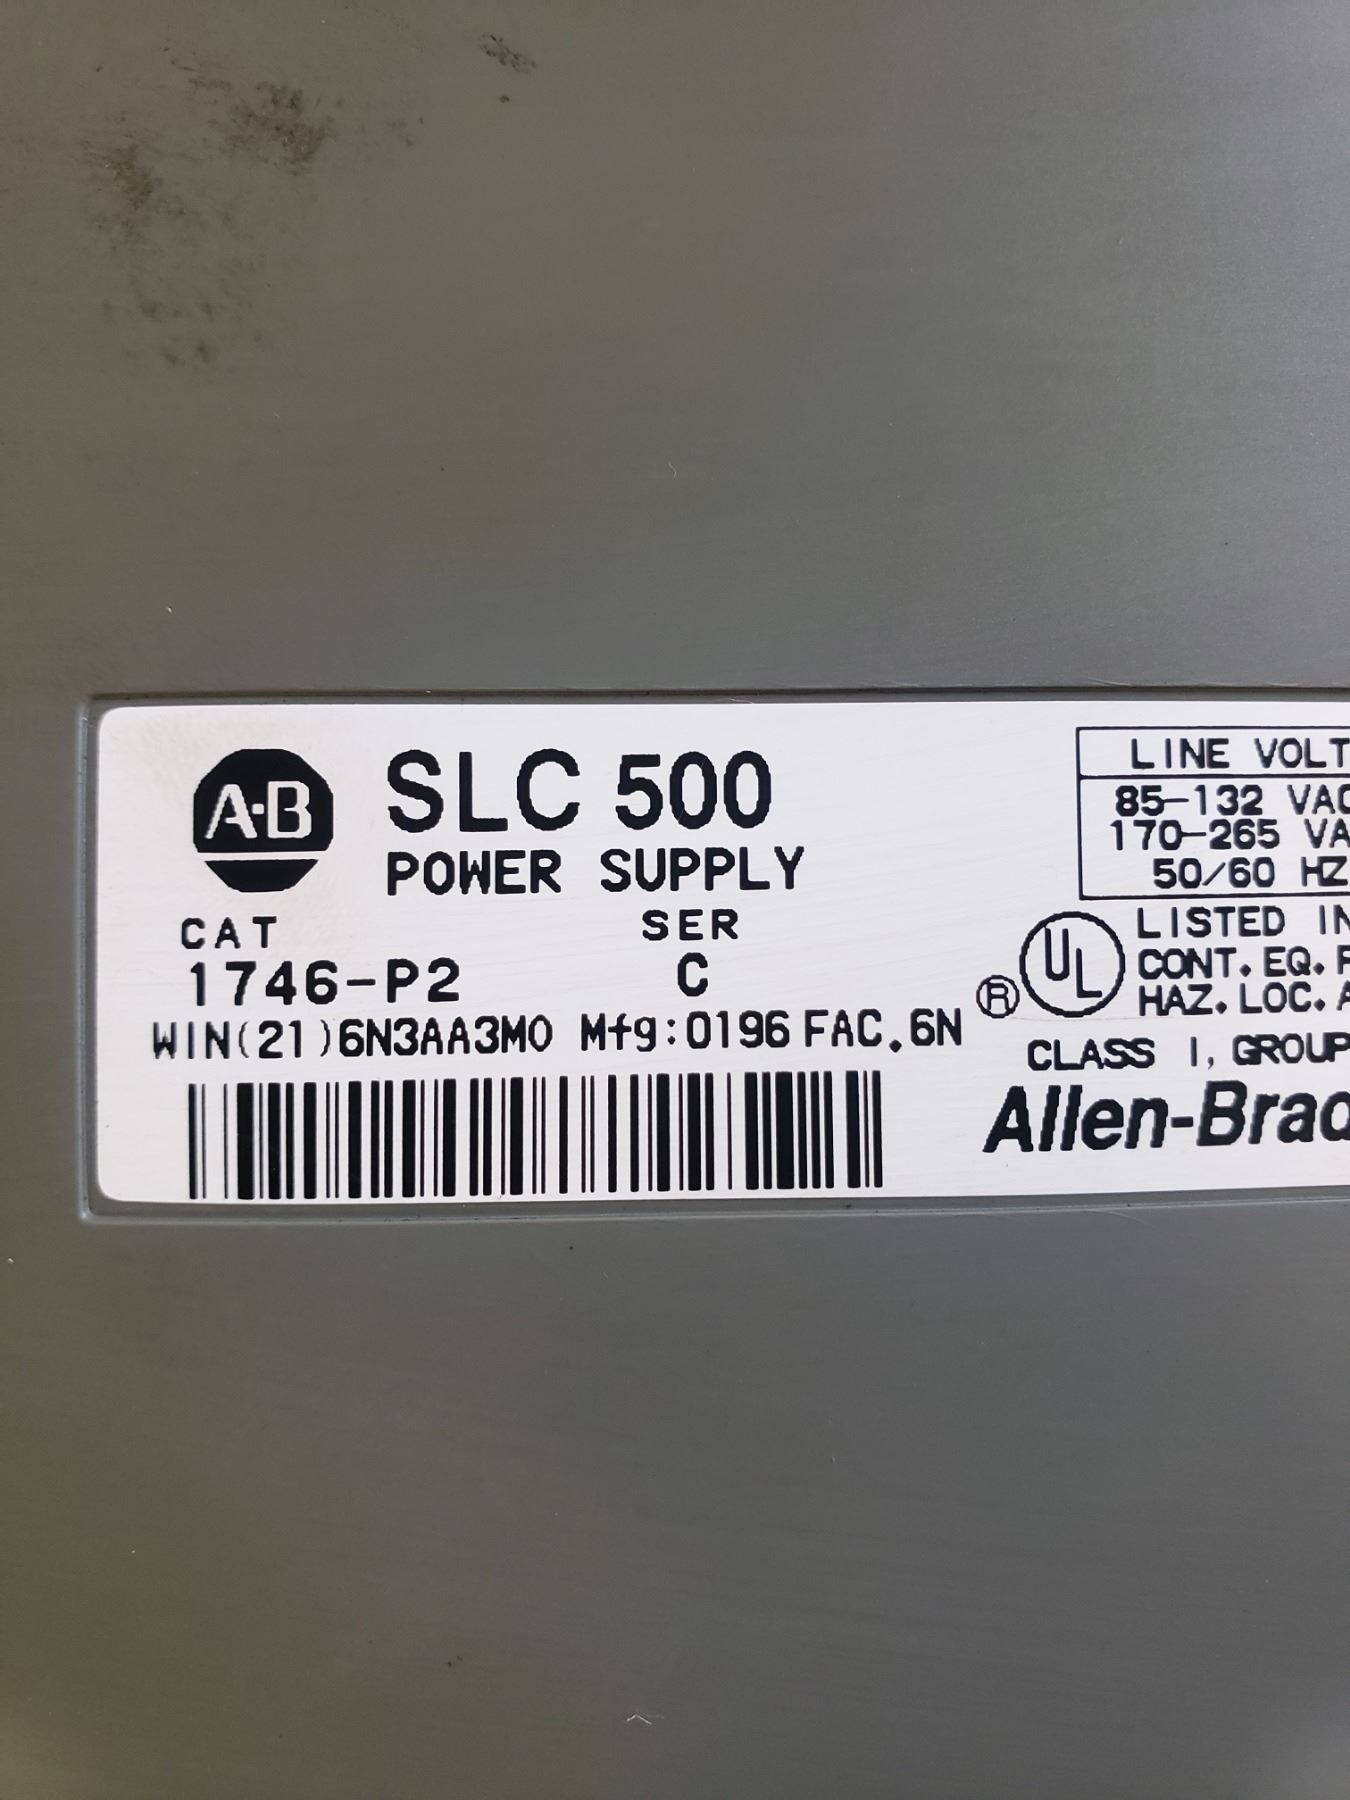 A-B
SLC 500
POWER SUPPLY
CAT
SER
1746-P2
C
WIN(21)6N3AA3M0 Mfg:0196 FAC.6N
LINE VOLT
85-132 VAC
170-265 VA
50/60 HZ
UL
®
LISTED IN
CONT. EQ.
HAZ. LOC. A
CLASS I, GROUP
Allen-Brad